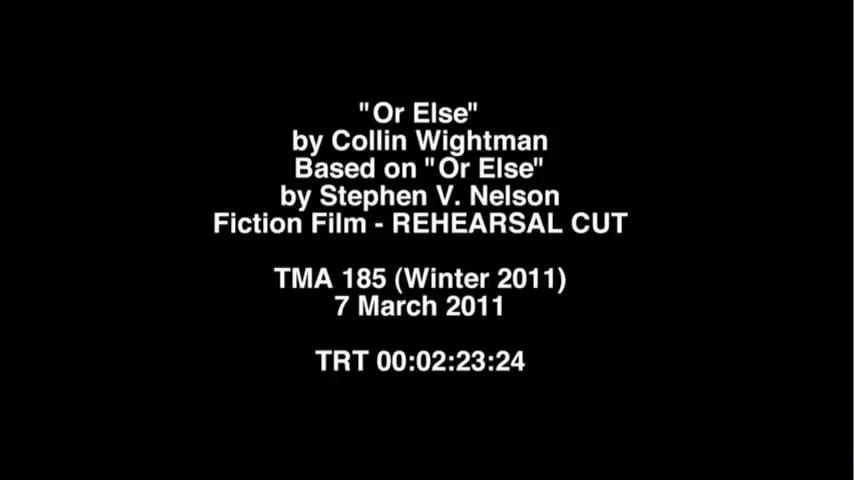 "Or Else"
by Collin Wightman
Based on "Or Else"
by Stephen V. Nelson
Fiction Film - REHEARSAL CUT
TMA 185 (Winter 2011)
7 March 2011
TRT 00:02:23:24